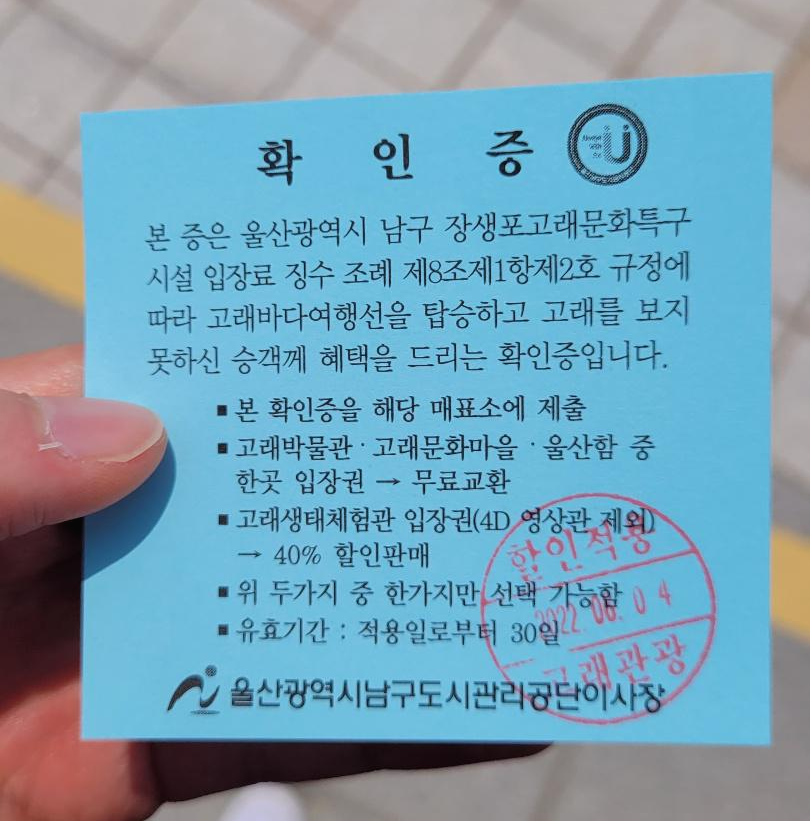 확 인 증
본 증은 울산광역시 남구 장생포고래문화특구
시설 입장료 징수 조례 제8조제1항제2호 규정에
따라 고래바다여행선을 탑승하고 고래를 보지
못하신 승객께 혜택을 드리는 확인증입니다.
■ 본 확인증을 해당 매표소에 제출
■ 고래박물관 · 고래문화마을 · 울산함 중
한곳 입장권 → 무료교환
■ 고래생태체험관 입장권(4D 영상관 제외)
→ 40% 할인판매
■ 위 두가지 중 한가지만 선택 가능함
■ 유효기간 : 적용일로부터 30일
할인적용
2022. 06. 04
고래관광
울산광역시남구도시관리공단이사장